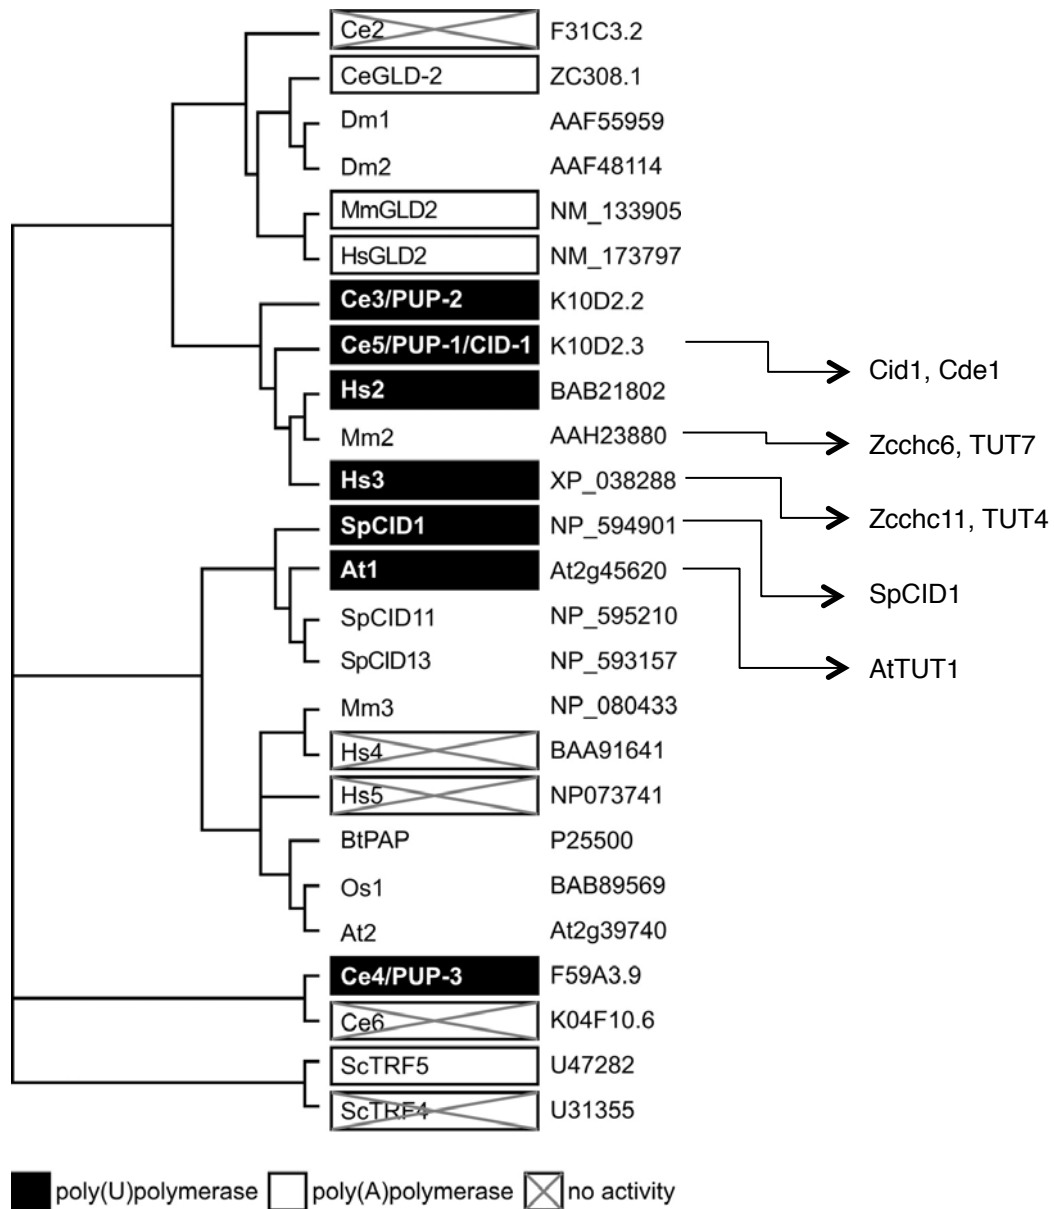 Ce2 F31C3.2
CeGLD-2 ZC308.1
Dm1 AAF55959
Dm2 AAF48114
MmGLD2 NM_133905
HsGLD2 NM_173797
Ce3/PUP-2 K10D2.2
Ce5/PUP-1/CID-1 K10D2.3
Cid1, Cde1
Hs2 BAB21802
Mm2 AAH23880
Zcchc6, TUT7
Hs3 XP_038288
Zcchc11, TUT4
SpCID1 NP_594901
At1 At2g45620
SpCID1
SpCID11 NP_595210
SpCID13 NP_593157
AtTUT1
Mm3 NP_080433
Hs4 BAA91641
Hs5 NP073741
BtPAP P25500
Os1 BAB89569
At2 At2g39740
Ce4/PUP-3 F59A3.9
Ce6 K04F10.6
ScTRF5 U47282
ScTRF4 U31355
poly(U)polymerase poly(A)polymerase no activity